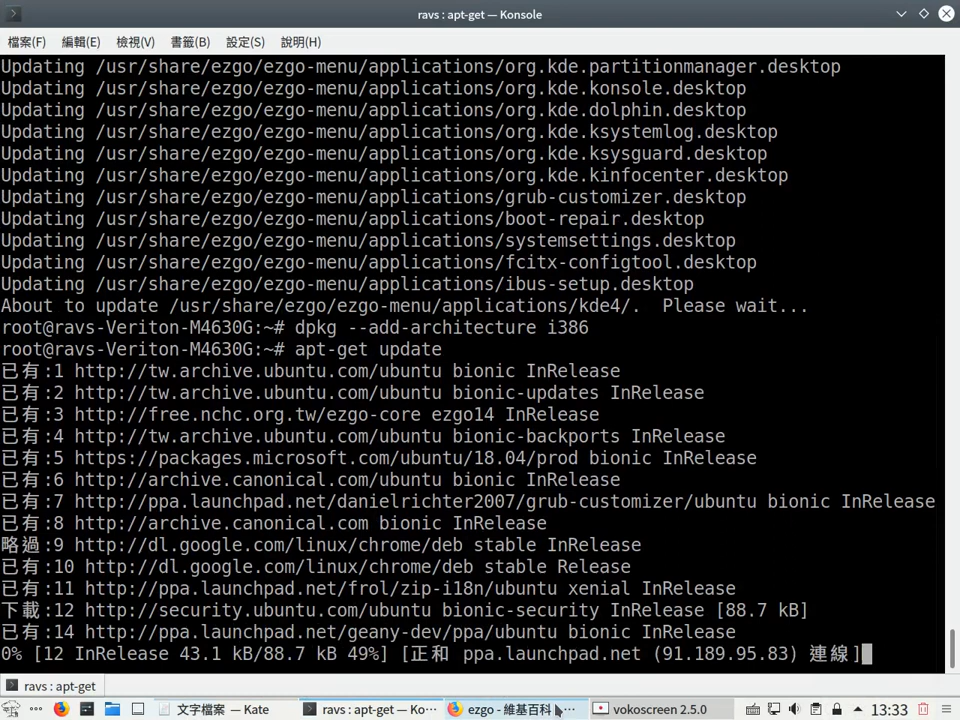 ravs : apt-get — Konsole
檔案(F) 編輯(E) 檢視(V) 書籤(B) 設定(S) 說明(H)
Updating /usr/share/ezgo/ezgo-menu/applications/org.kde.partitionmanager.desktop
Updating /usr/share/ezgo/ezgo-menu/applications/org.kde.konsole.desktop
Updating /usr/share/ezgo/ezgo-menu/applications/org.kde.dolphin.desktop
Updating /usr/share/ezgo/ezgo-menu/applications/org.kde.ksystemlog.desktop
Updating /usr/share/ezgo/ezgo-menu/applications/org.kde.ksysguard.desktop
Updating /usr/share/ezgo/ezgo-menu/applications/org.kde.kinfocenter.desktop
Updating /usr/share/ezgo/ezgo-menu/applications/grub-customizer.desktop
Updating /usr/share/ezgo/ezgo-menu/applications/boot-repair.desktop
Updating /usr/share/ezgo/ezgo-menu/applications/systemsettings.desktop
Updating /usr/share/ezgo/ezgo-menu/applications/fcitx-configtool.desktop
Updating /usr/share/ezgo/ezgo-menu/applications/ibus-setup.desktop
About to update /usr/share/ezgo/ezgo-menu/applications/kde4/.  Please wait...
root@ravs-Veriton-M4630G:~# dpkg --add-architecture i386
root@ravs-Veriton-M4630G:~# apt-get update
已有:1 http://tw.archive.ubuntu.com/ubuntu bionic InRelease
已有:2 http://tw.archive.ubuntu.com/ubuntu bionic-updates InRelease
已有:3 http://free.nchc.org.tw/ezgo-core ezgo14 InRelease
已有:4 http://tw.archive.ubuntu.com/ubuntu bionic-backports InRelease
已有:5 https://packages.microsoft.com/ubuntu/18.04/prod bionic InRelease
已有:6 http://archive.canonical.com/ubuntu bionic InRelease
已有:7 http://ppa.launchpad.net/danielrichter2007/grub-customizer/ubuntu bionic InRelease
已有:8 http://archive.canonical.com bionic InRelease
略過:9 http://dl.google.com/linux/chrome/deb stable InRelease
已有:10 http://dl.google.com/linux/chrome/deb stable Release
已有:11 http://ppa.launchpad.net/frol/zip-i18n/ubuntu xenial InRelease
下載:12 http://security.ubuntu.com/ubuntu bionic-security InRelease [88.7 kB]
已有:14 http://ppa.launchpad.net/geany-dev/ppa/ubuntu bionic InRelease
0% [12 InRelease 43.1 kB/88.7 kB 49%] [正和 ppa.launchpad.net (91.189.95.83) 連線]
ravs : apt-get
文字檔案 — Kate ravs : apt-get — Ko··· ezgo - 維基百科 ··· vokoscreen 2.5.0 13:33